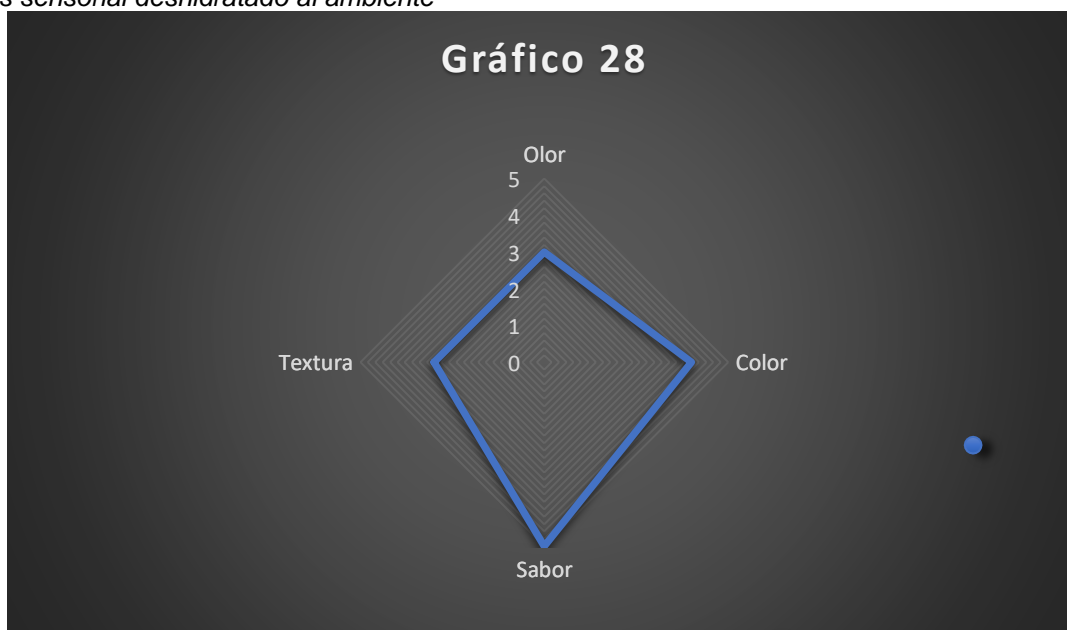 sensorial deshidratado al ambiente
Gráfico 28
Olor
5
4
3
2
1
0
Textura
Color
Sabor